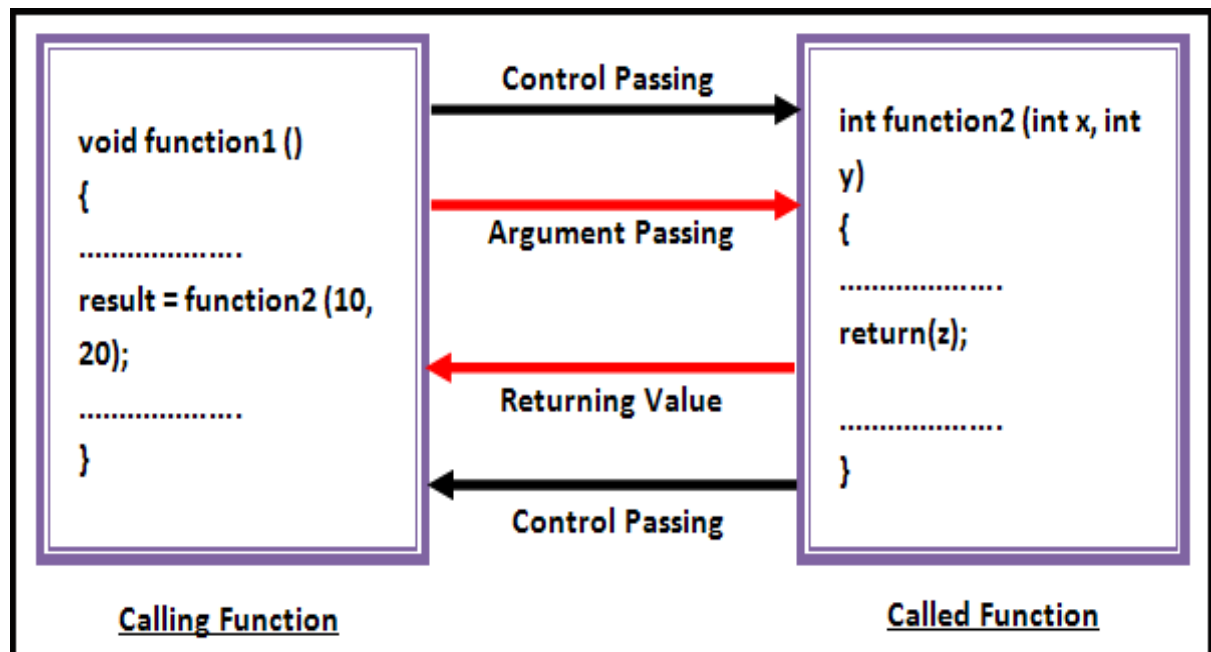 void function1 ()
{
....................
result = function2 (10,
20);
....................
}
Control Passing
Argument Passing
Returning Value
Control Passing
int function2 (int x, int
y)
{
....................
return(z);
....................
}
Calling Function
Called Function